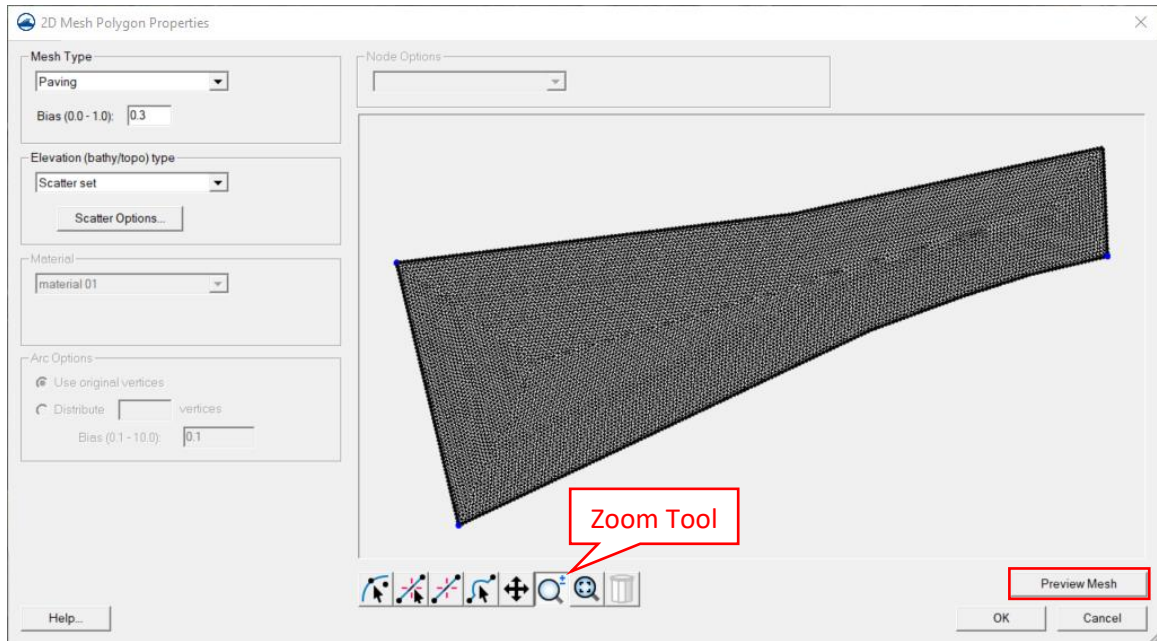 2D Mesh Polygon Properties
Mesh Type
Paving
Bias (0.0 - 1.0): 0.3
Elevation (bathy/topo) type
Scatter set
Scatter Options...
Material
material 01
Arc Options
Use original vertices
Distribute vertices
Bias (0.1 - 10.0): 0.1
Node Options
Zoom Tool
Preview Mesh
Help...
OK
Cancel